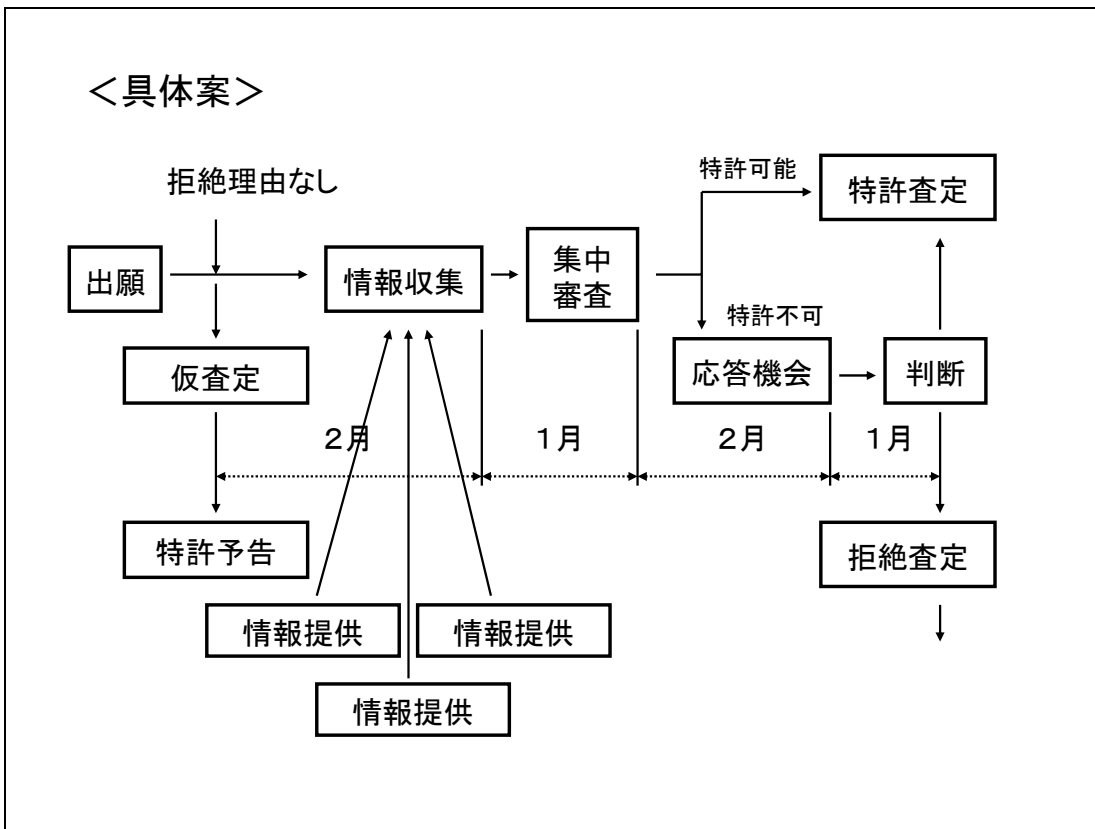 ＜具体案＞
拒絶理由なし
特許可能
特許査定
出願
情報収集
集中
審査
特許不可
仮査定
応答機会
判断
２月
１月
２月
１月
特許予告
拒絶査定
情報提供
情報提供
情報提供